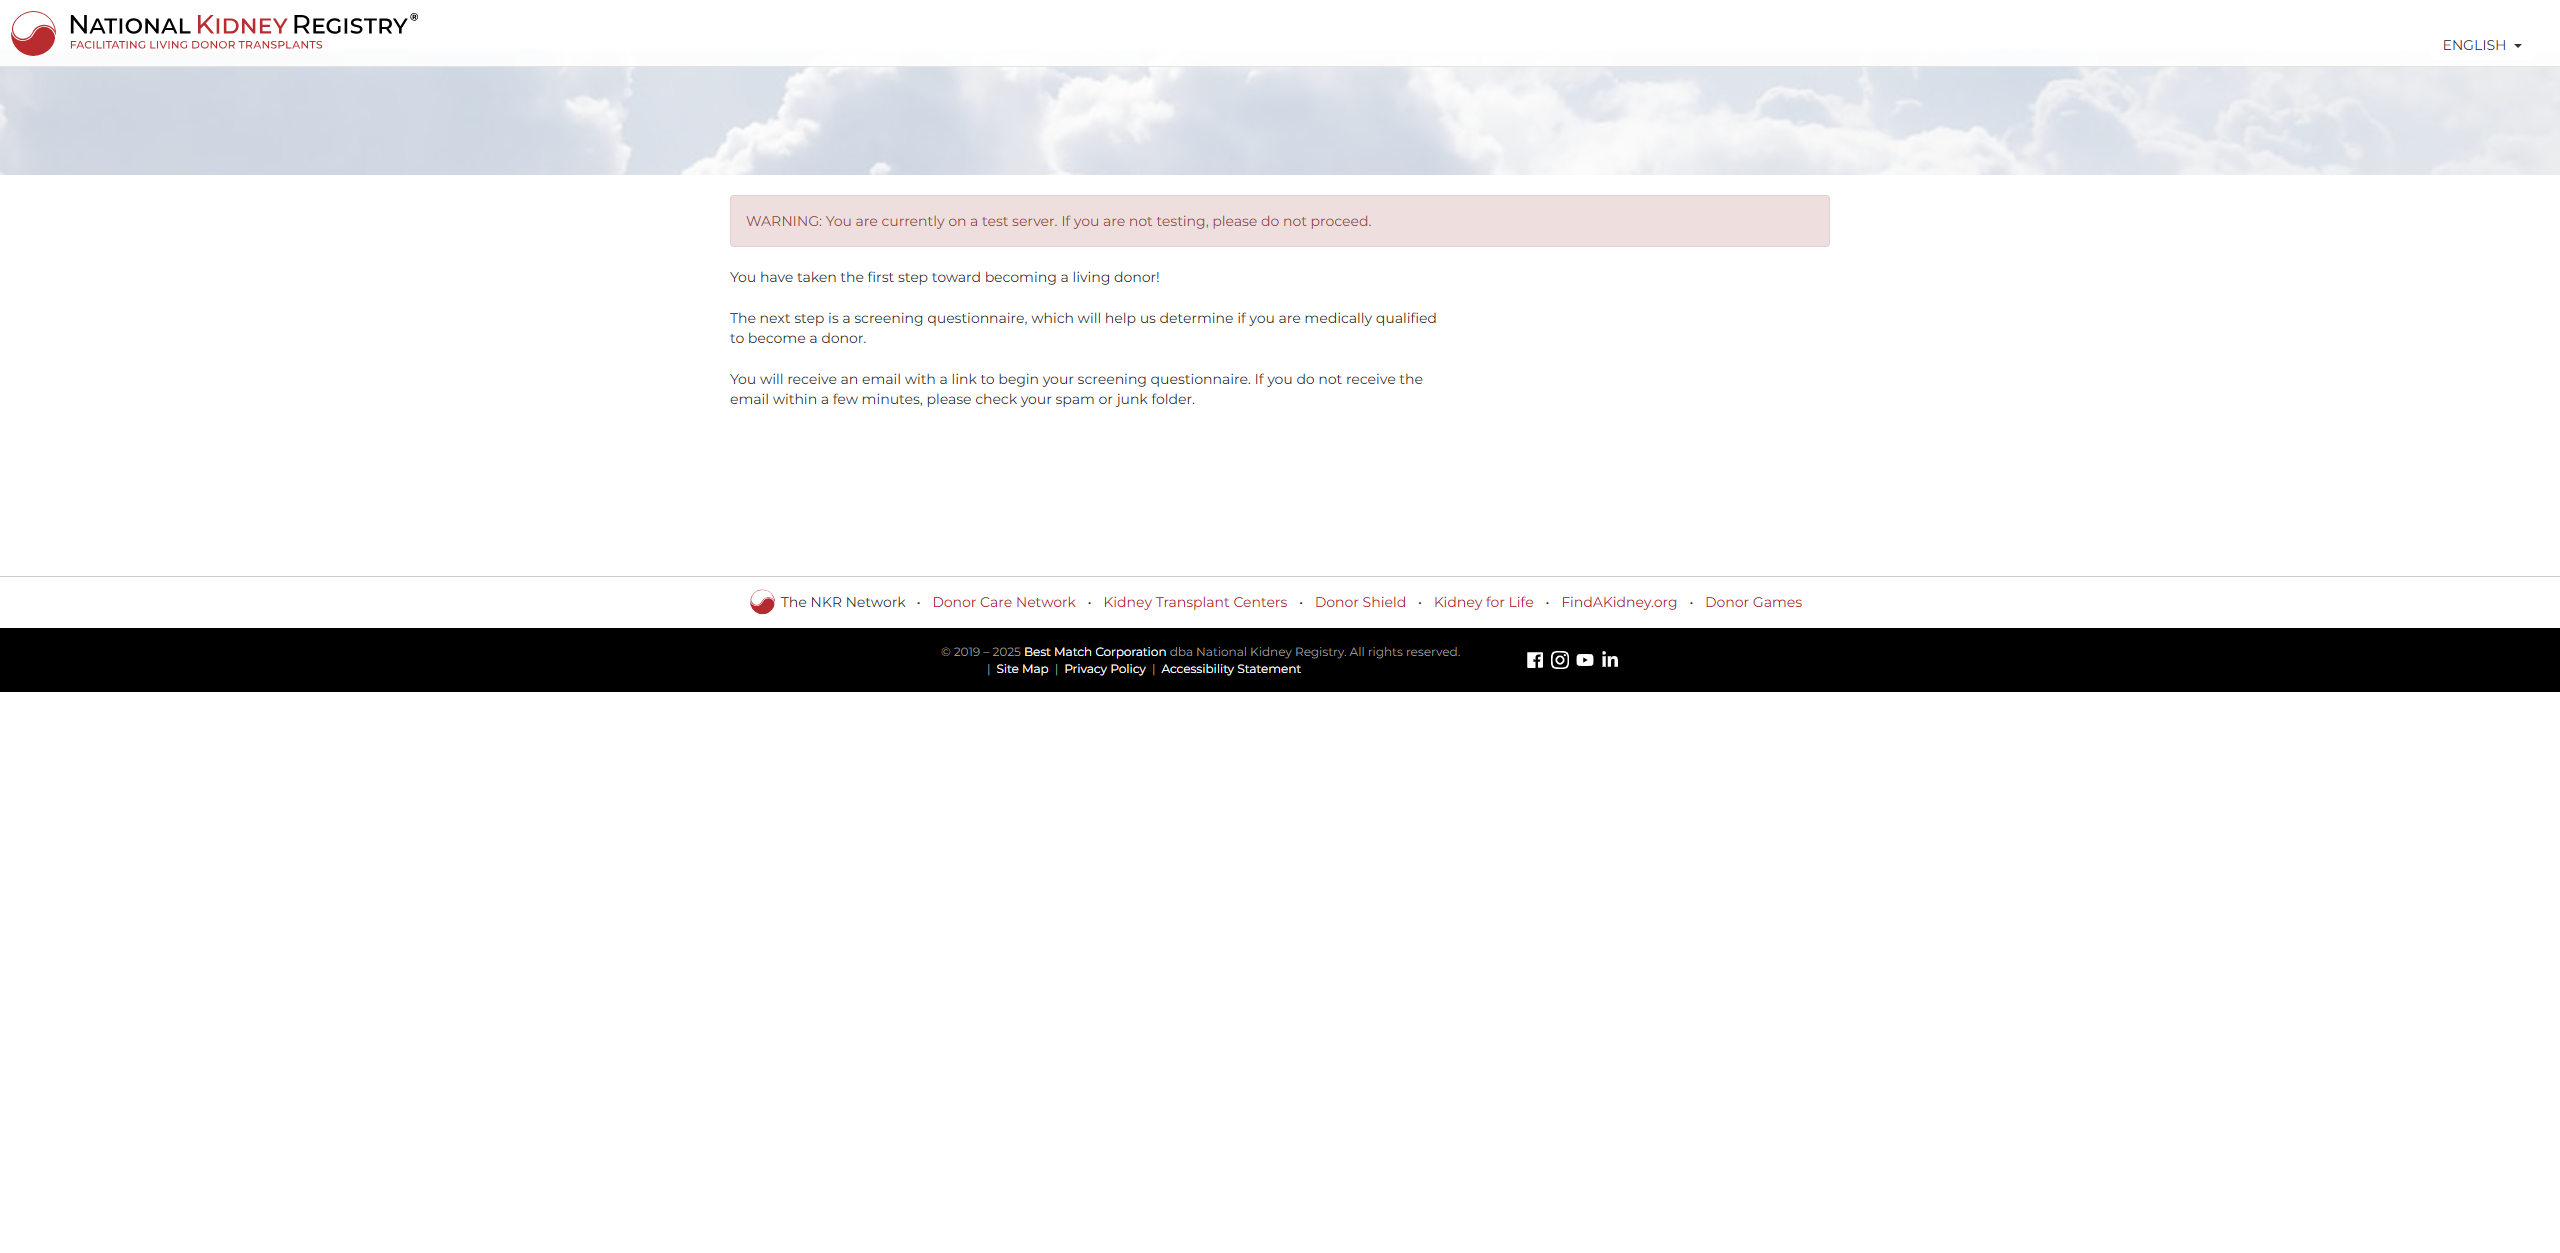 NATIONAL KIDNEY REGISTRY®
FACILITATING LIVING DONOR TRANSPLANTS
ENGLISH
WARNING: You are currently on a test server. If you are not testing, please do not proceed.
You have taken the first step toward becoming a living donor!
The next step is a screening questionnaire, which will help us determine if you are medically qualified
to become a donor.
You will receive an email with a link to begin your screening questionnaire. If you do not receive the
email within a few minutes, please check your spam or junk folder.
The NKR Network • Donor Care Network • Kidney Transplant Centers • Donor Shield • Kidney for Life • FindAKidney.org • Donor Games
© 2019 – 2025 Best Match Corporation dba National Kidney Registry. All rights reserved.
| Site Map | Privacy Policy | Accessibility Statement